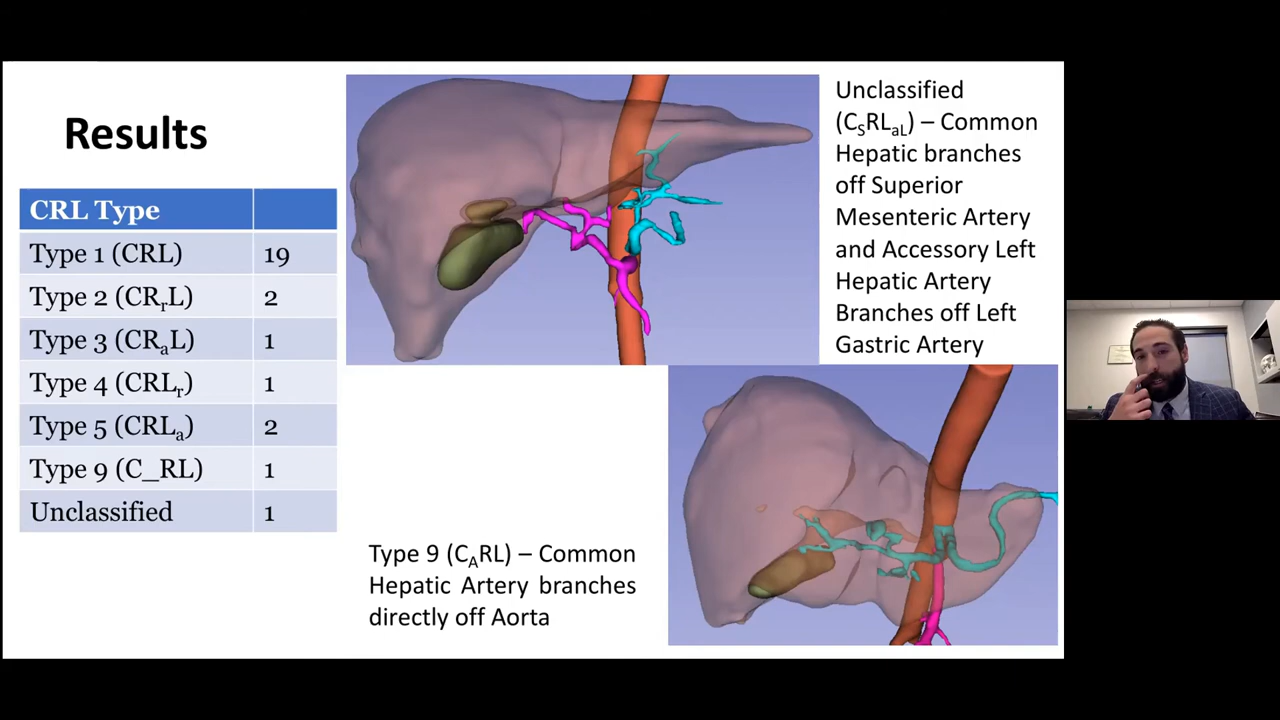 Results
CRL Type
Type 1 (CRL) 19
Type 2 (CRrL) 2
Type 3 (CRaL) 1
Type 4 (CRLr) 1
Type 5 (CRLa) 2
Type 9 (C_RL) 1
Unclassified 1
Unclassified
(CSRLaL) – Common
Hepatic branches
off Superior
Mesenteric Artery
and Accessory Left
Hepatic Artery
Branches off Left
Gastric Artery
Type 9 (CARL) – Common
Hepatic Artery branches
directly off Aorta